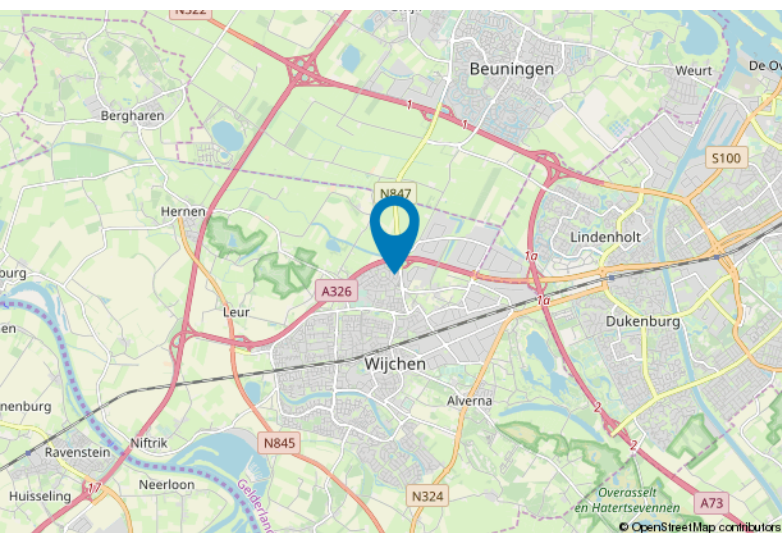 N322
Beuningen
De Ov
Weurt
Bergharen
1
1
S100
N847
Hernen
Lindenholt
1a
burg
A326
1a
Leur
en
Dukenburg
Wijchen
nenburg
Alverna
2
Niftrik
N845
2
Ravenstein
17
Neerloon
Huisseling
Gelderland
N324
Overasselt
en Hatertsevennen
A73
© OpenStreetMap contributors